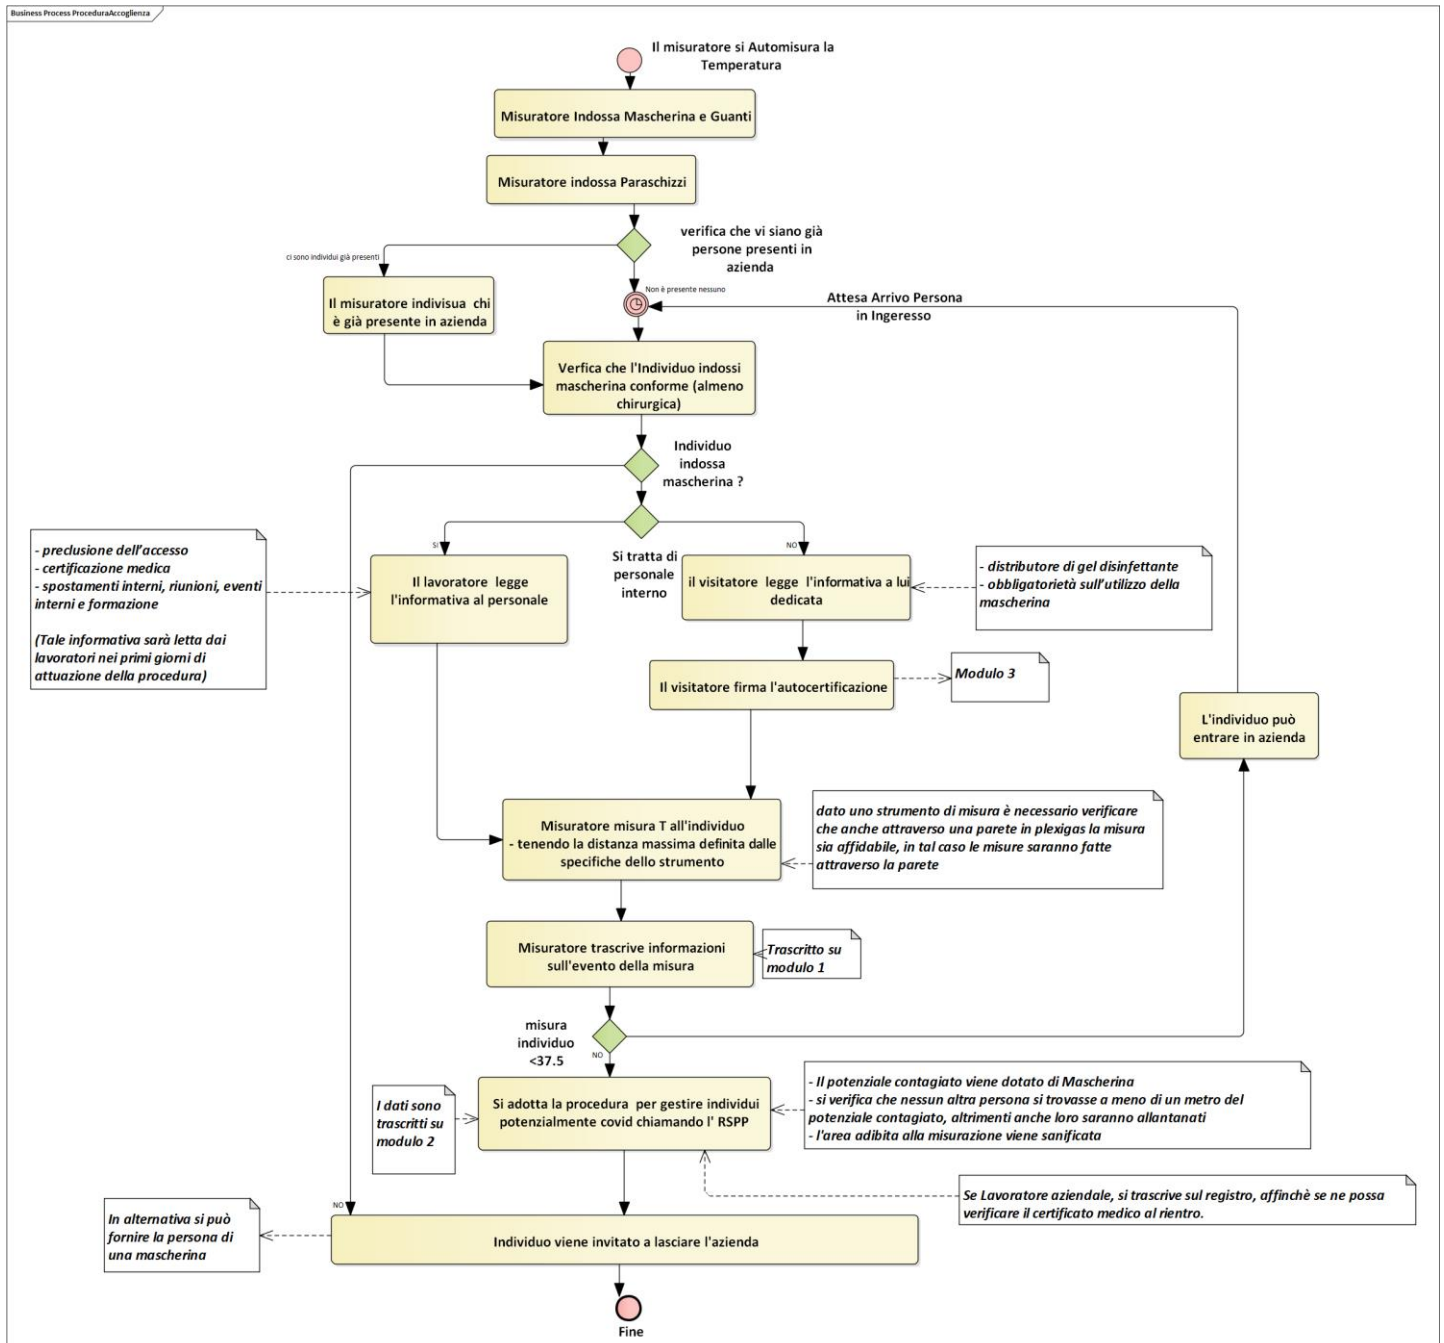 Business Process ProceduraAccoglienza
Il misuratore si Automisura la
Temperatura
Misuratore Indossa Mascherina e Guanti
Misuratore indossa Paraschizzi
verifica che vi siano già
persone presenti in
azienda
ci sono individui già presenti
Il misuratore indivisua chi
è già presente in azienda
Non è presente nessuno
Attesa Arrivo Persona
in Ingeresso
Verfica che l'Individuo indossi
mascherina conforme (almeno
chirurgica)
Individuo
indossa
mascherina ?
Si tratta di
personale
interno
SI
NO
- preclusione dell'accesso
- certificazione medica
- spostamenti interni, riunioni, eventi
interni e formazione
(Tale informativa sarà letta dai
lavoratori nei primi giorni di
attuazione della procedura)
Il lavoratore legge
l'informativa al personale
il visitatore legge l'informativa a lui
dedicata
- distributore di gel disinfettante
- obbligatorietà sull'utilizzo della
mascherina
Il visitatore firma l'autocertificazione
Modulo 3
L'individuo può
entrare in azienda
Misuratore misura T all'individuo
- tenendo la distanza massima definita dalle
specifiche dello strumento
dato uno strumento di misura è necessario verificare
che anche attraverso una parete in plexigas la misura
sia affidabile, in tal caso le misure saranno fatte
attraverso la parete
Misuratore trascrive informazioni
sull'evento della misura
Trascritto su
modulo 1
misura
individuo
<37.5
NO
I dati sono
trascritti su
modulo 2
Si adotta la procedura per gestire individui
potenzialmente covid chiamando l' RSPP
- Il potenziale contagiato viene dotato di Mascherina
- si verifica che nessun altra persona si trovasse a meno di un metro del
potenziale contagiato, altrimenti anche loro saranno allantanati
- l'area adibita alla misurazione viene sanificata
Se Lavoratore aziendale, si trascrive sul registro, affinchè se ne possa
verificare il certificato medico al rientro.
NO
In alternativa si può
fornire la persona di
una mascherina
Individuo viene invitato a lasciare l'azienda
Fine